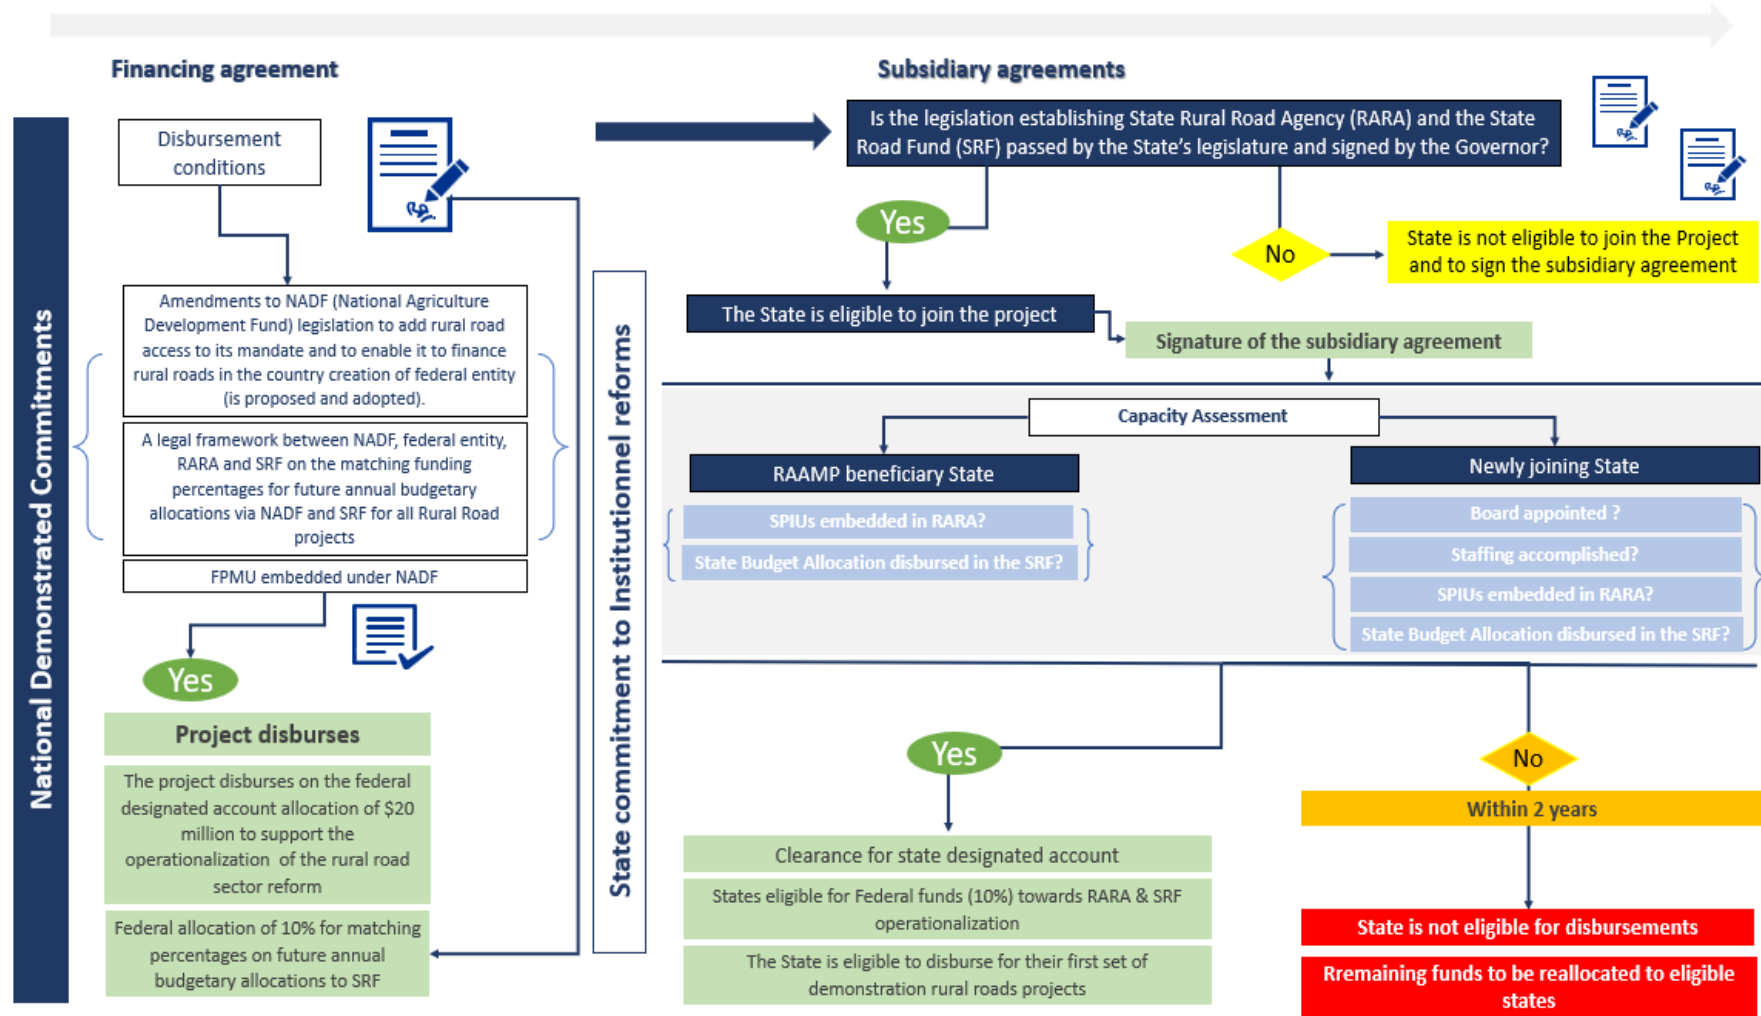 Financing agreement
Subsidiary agreements
National Demonstrated Commitments
Disbursement
conditions
Amendments to NADF (National Agriculture
Development Fund) legislation to add rural road
access to its mandate and to enable it to finance
rural roads in the country creation of federal entity
(is proposed and adopted).
A legal framework between NADF, federal entity,
RARA and SRF on the matching funding
percentages for future annual budgetary
allocations via NADF and SRF for all Rural Road
projects
FPMU embedded under NADF
Yes
Project disburses
The project disburses on the federal
designated account allocation of $20
million to support the
operationalization of the rural road
sector reform
Federal allocation of 10% for matching
percentages on future annual
budgetary allocations to SRF
State commitment to Institutionnel reforms
Is the legislation establishing State Rural Road Agency (RARA) and the State
Road Fund (SRF) passed by the State's legislature and signed by the Governor?
Yes
No
State is not eligible to join the Project
and to sign the subsidiary agreement
The State is eligible to join the project
Signature of the subsidiary agreement
Capacity Assessment
RAAMP beneficiary State
SPIUs embedded in RARA?
State Budget Allocation disbursed in the SRF?
Newly joining State
Board appointed ?
Staffing accomplished?
SPIUs embedded in RARA?
State Budget Allocation disbursed in the SRF?
Yes
Clearance for state designated account
States eligible for Federal funds (10%) towards RARA & SRF
operationalization
The State is eligible to disburse for their first set of
demonstration rural roads projects
No
Within 2 years
State is not eligible for disbursements
Rremaining funds to be reallocated to eligible
states